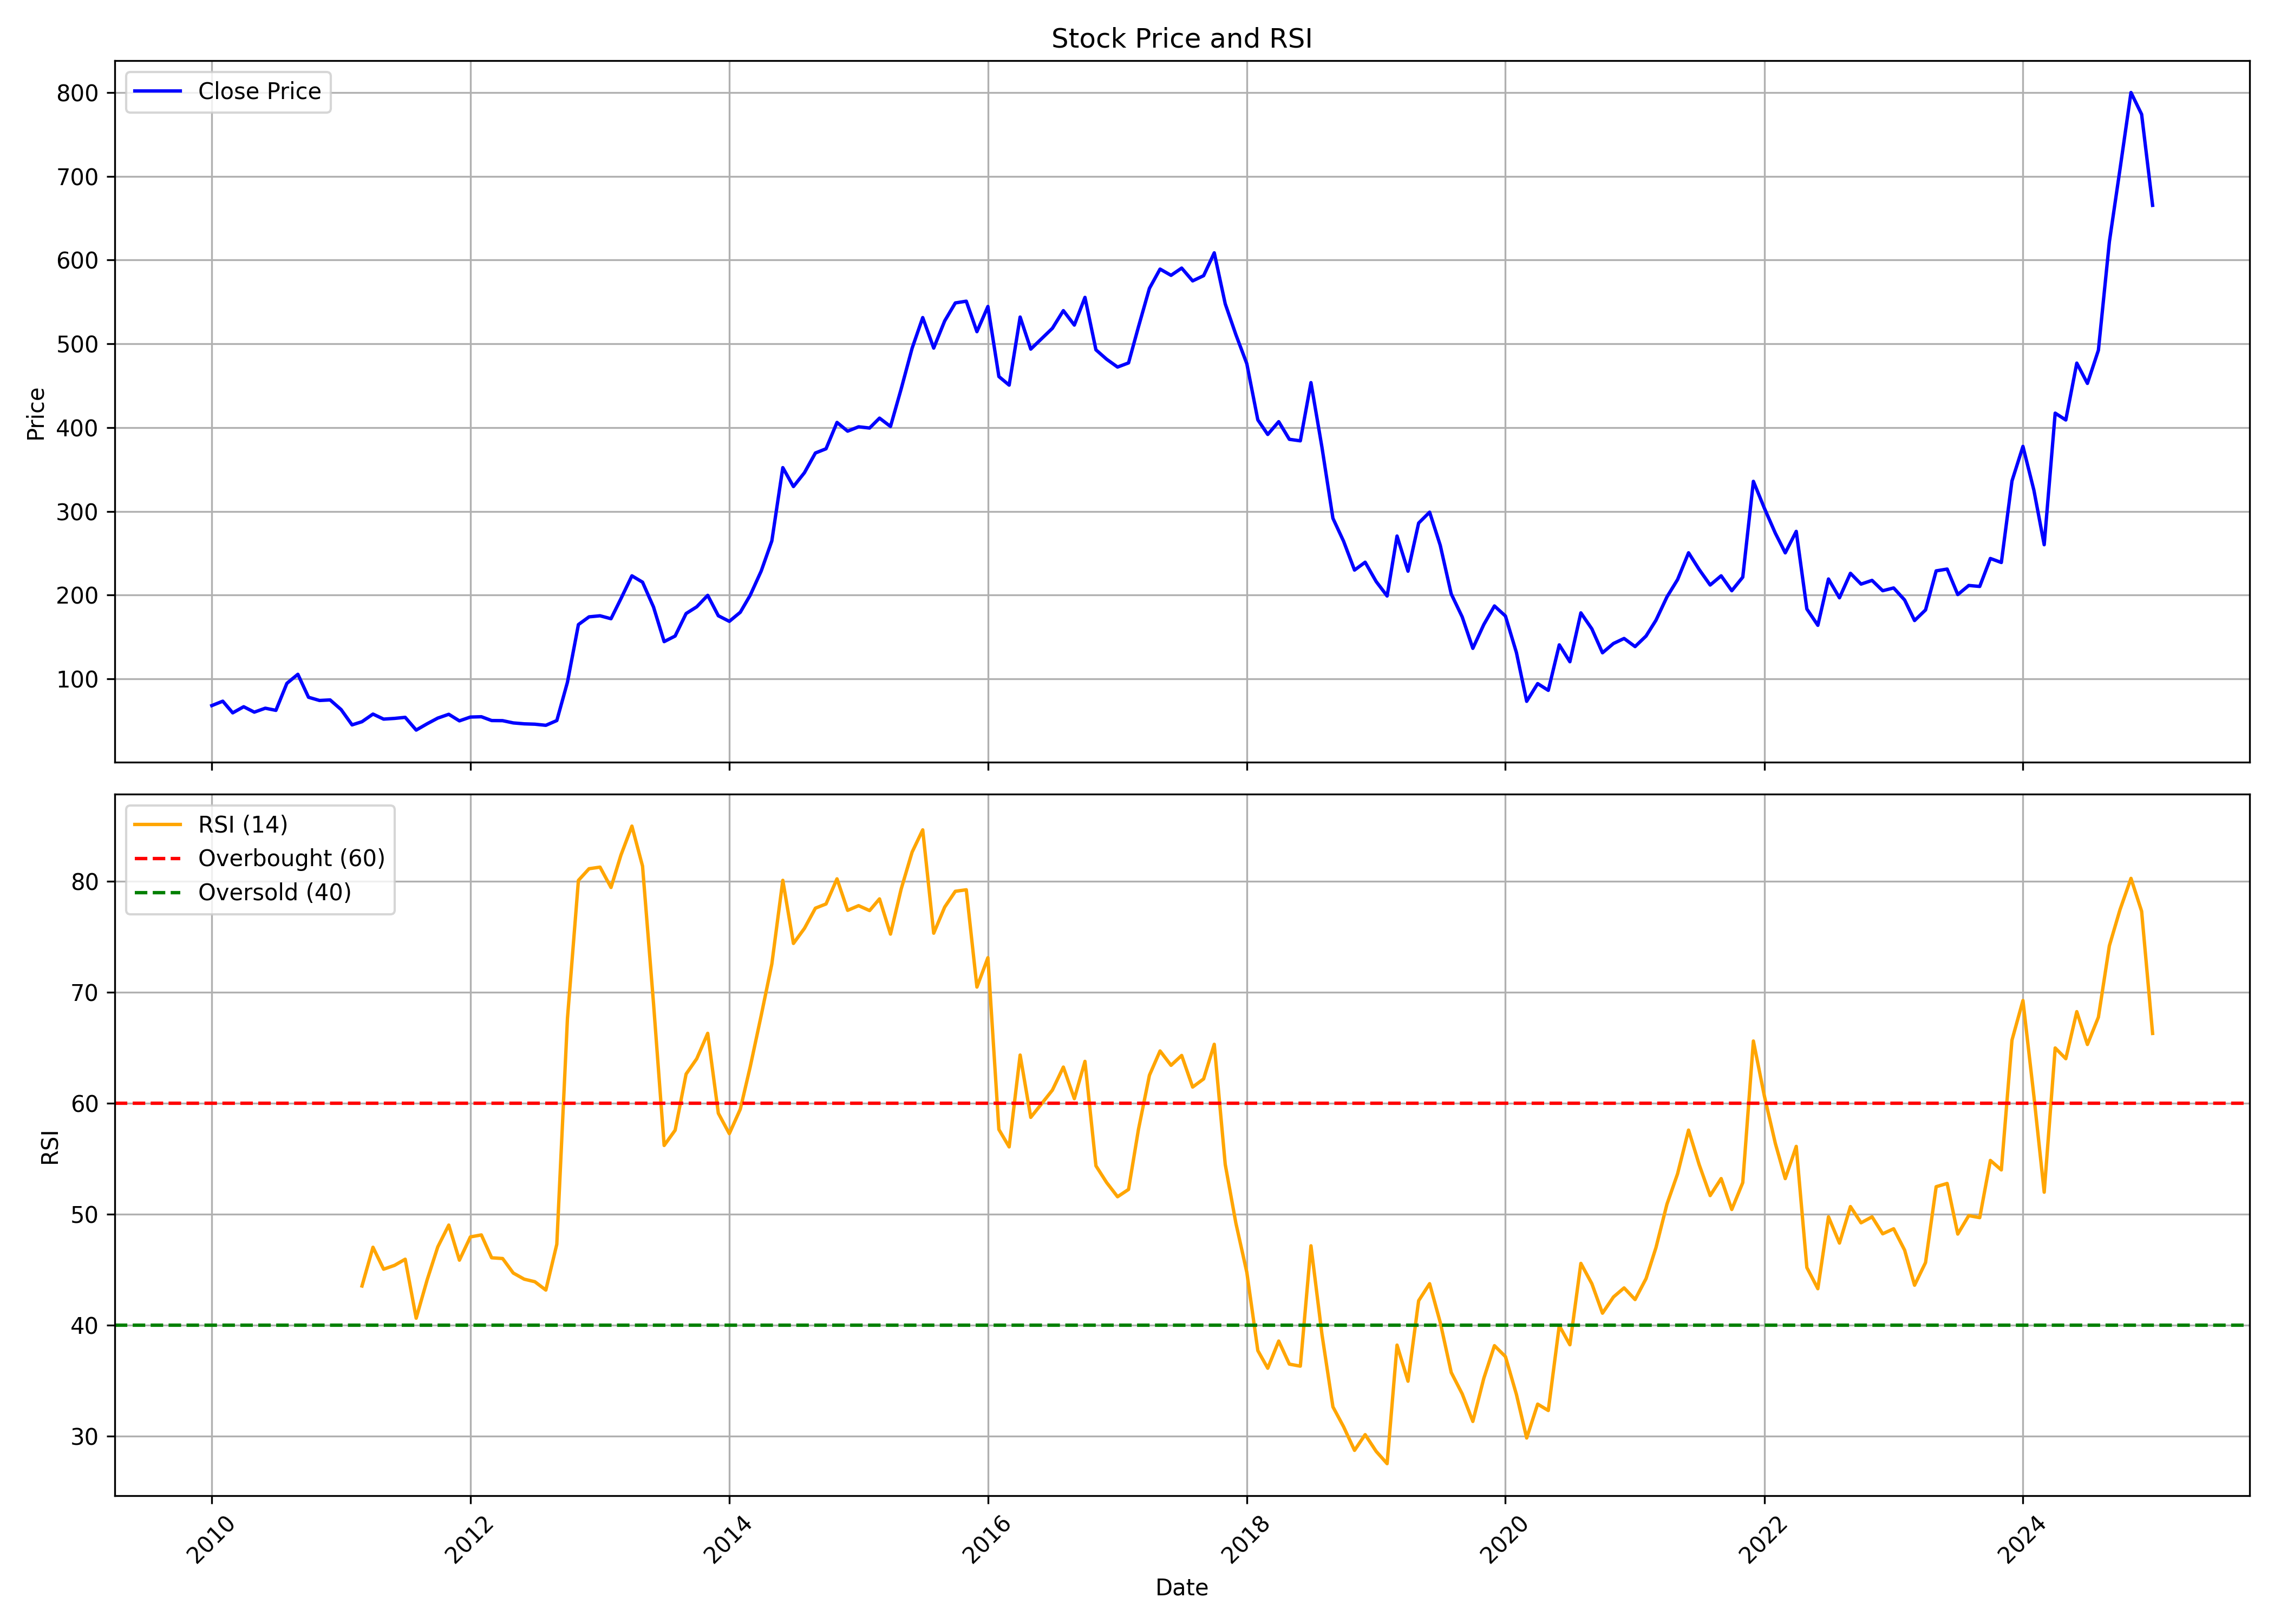 Stock Price and RSI
Close Price
800
700
600
500
400
300
200
100
Price
RSI (14)
Overbought (60)
Oversold (40)
80
70
60
50
40
30
RSI
2010
2012
2014
2016
2018
2020
2022
2024
Date